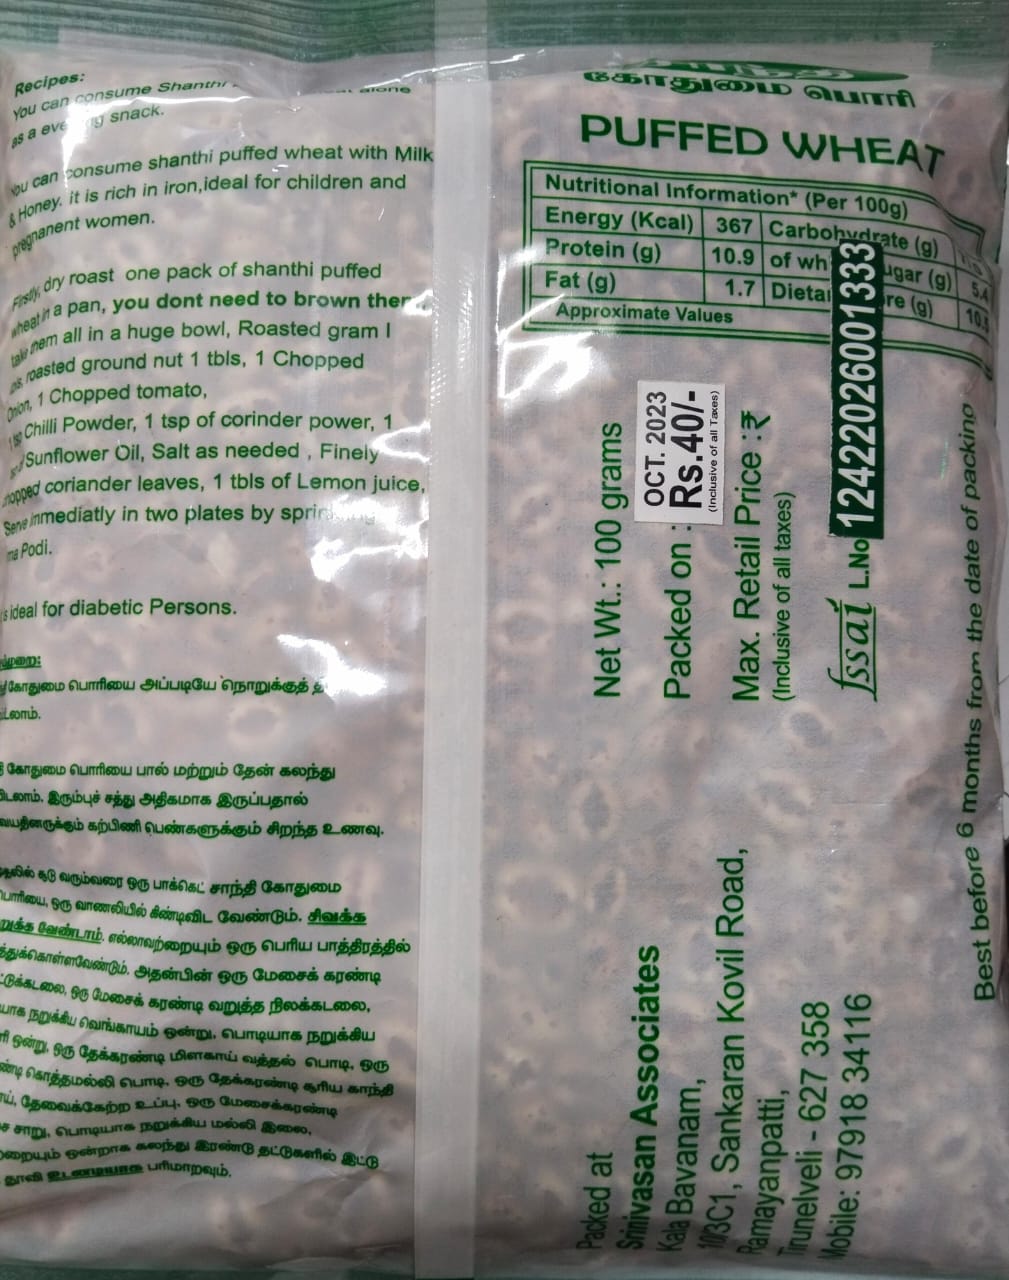 Recipes:
You can consume Shanthi
as a snack.
You can consume shanthi puffed wheat with Milk
& Honey. it is rich in iron,ideal for children and
pregnanent women.
Firstly, dry roast one pack of shanthi puffed
wheat in a pan, you dont need to brown
take them all in a huge bowl, Roasted gram I
roasted ground nut 1 tbls, 1 Chopped
Onion, 1 Chopped tomato,
Chilli Powder, 1 tsp of corinder power, 1
Sunflower Oil, Salt as needed , Finely
chopped coriander leaves, 1 tbls of Lemon juice,
Serve immediatly in two plates by
Podi.
ideal for diabetic Persons.
கோதுமை பொரியை அப்படியே நொறுக்குத்
கோதுமை பொரியை பால் மற்றும் தேன் கலந்து
இரும்புச் சத்து அதிகமாக இருப்பதால்
கற்பிணி பெண்களுக்கும் சிறந்த உணவு.
சூடு வரும்வரை ஒரு பாக்கெட் சாந்தி கோதுமை
ஒரு வாணலியில் கிண்டிவிட வேண்டும். சிவக்க
வேண்டாம். எல்லாவற்றையும் ஒரு பெரிய பாத்திரத்தில்
அதன்பின் ஒரு மேசைக் கரண்டி
ஒரு மேசைக் கரண்டி வறுத்த நிலக்கடலை,
நறுக்கிய வெங்காயம் ஒன்று, பொடியாக நறுக்கிய
ஒன்று, ஒரு தேக்கரண்டி மிளகாய் வத்தல் பொடி, ஒரு
கொத்தமல்லி பொடி, ஒரு தேக்கரண்டி சூரிய காந்தி
தேவைக்கேற்ற உப்பு, ஒரு மேசைக்கரண்டி
சாறு, பொடியாக நறுக்கிய மல்லி இலை,
ஒன்றாக கலந்து இரண்டு தட்டுகளில் இட்டு
தூவி உடனடியாக பரிமாறவும்.
கோதுமை பொரி
PUFFED WHEAT
Nutritional Information* (Per 100g)
Energy (Kcal) 367 Carbohydrate (g)
Protein (g) 10.9 of (g) 5.4
Fat (g) 1.7 (g)
Approximate Values
Net Wt.: 100 grams
Packed on :
OCT. 2023
Rs.40/-
(Inclusive of all Taxes)
Max. Retail Price :₹
(Inclusive of all taxes)
fssai L.No 12422026001333
Best before 6 months from the date of packing
Packed at
Srinivasan Associates
Kala Bavanam,
10/3C1, Sankaran Kovil Road,
Ramayanpatti,
Tirunelveli - 627 358
Mobile: 97918 34116